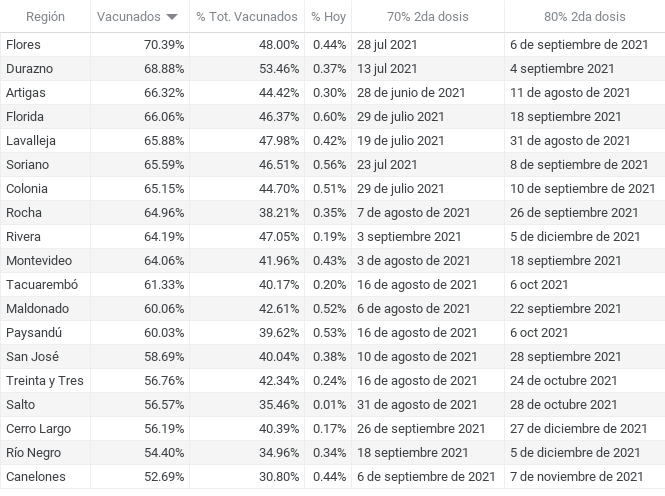 Región Vacunados % Tot. Vacunados % Hoy 70% 2da dosis 80% 2da dosis
Flores 70.39% 48.00% 0.44% 28 jul 2021 6 de septiembre de 2021
Durazno 68.88% 53.46% 0.37% 13 jul 2021 4 septiembre 2021
Artigas 66.32% 44.42% 0.30% 28 de junio de 2021 11 de agosto de 2021
Florida 66.06% 46.37% 0.60% 29 de julio de 2021 18 septiembre 2021
Lavalleja 65.88% 47.98% 0.42% 19 de julio de 2021 31 de agosto de 2021
Soriano 65.59% 46.51% 0.56% 23 jul 2021 8 de septiembre de 2021
Colonia 65.15% 44.70% 0.51% 29 de julio de 2021 10 de septiembre de 2021
Rocha 64.96% 38.21% 0.35% 7 de agosto de 2021 26 de septiembre de 2021
Rivera 64.19% 47.05% 0.19% 3 septiembre 2021 5 de diciembre de 2021
Montevideo 64.06% 41.96% 0.43% 3 de agosto de 2021 18 septiembre 2021
Tacuarembó 61.33% 40.17% 0.20% 16 de agosto de 2021 6 oct 2021
Maldonado 60.06% 42.61% 0.52% 6 de agosto de 2021 22 septiembre 2021
Paysandú 60.03% 39.62% 0.53% 16 de agosto de 2021 6 oct 2021
San José 58.69% 40.04% 0.38% 10 de agosto de 2021 28 septiembre 2021
Treinta y Tres 56.76% 42.34% 0.24% 16 de agosto de 2021 24 de octubre de 2021
Salto 56.57% 35.46% 0.01% 31 de agosto de 2021 28 de octubre de 2021
Cerro Largo 56.19% 40.39% 0.17% 26 de septiembre de 2021 27 de diciembre de 2021
Río Negro 54.40% 34.96% 0.34% 18 septiembre 2021 5 de diciembre de 2021
Canelones 52.69% 30.80% 0.44% 6 de septiembre de 2021 7 de noviembre de 2021